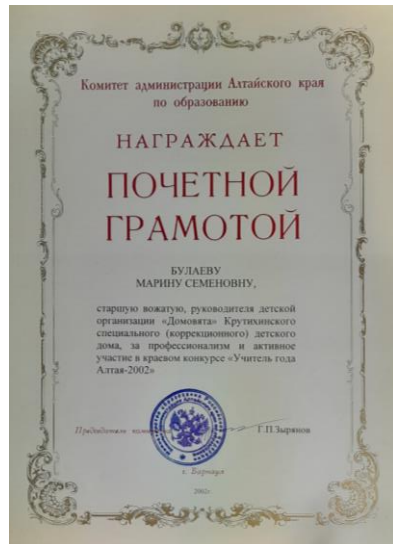 Комитет администрации Алтайского края
по образованию
НАГРАЖДАЕТ
ПОЧЕТНОЙ
ГРАМОТОЙ
БУЛАЕВУ
МАРИНУ СЕМЕНОВНУ,
старшую вожатую, руководителя детской
организации «Домовята» Крутихинского
специального (коррекционного) детского
дома, за профессионализм и активное
участие в краевом конкурсе «Учитель года
Алтая-2002»
Председатель Г.П.Зырянов
г. Барнаул
2002г.